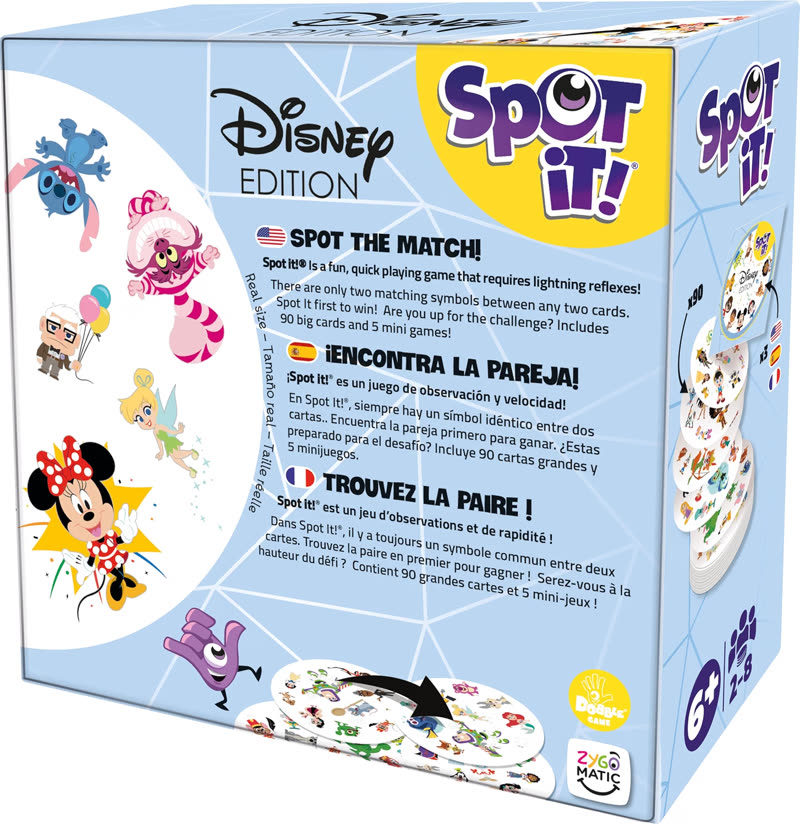 DISNEY
EDITION
DISNEY
EDITION
SPOT
iT!®
SPOT THE MATCH!
Spot it!® Is a fun, quick playing game that requires lightning reflexes!
There are only two matching symbols between any two cards.
Spot It first to win! Are you up for the challenge? Includes
90 big cards and 5 mini games!
¡ENCONTRA LA PAREJA!
¡Spot It!® es un juego de observación y velocidad!
En Spot It!®, siempre hay un símbol idéntico entre dos
cartas.. Encuentra la pareja primero para ganar. ¿Estas
preparado para el desafío? Incluye 90 cartas grandes y
5 minijuegos.
TROUVEZ LA PAIRE !
Spot It!® est un jeu d'observations et de rapidité !
Dans Spot It!®, il y a toujours un symbole commun entre deux
cartes. Trouvez la paire en premier pour gagner ! Serez-vous à la
hauteur du défi ? Contient 90 grandes cartes et 5 mini-jeux !
Real size – Tamaño real – Taille réelle
DOBBLE
GAME
ZYGO
MATIC
SPOT
iT!
SPOT
iT!
DISNEY
EDITION
x90
x3
6+
2-8